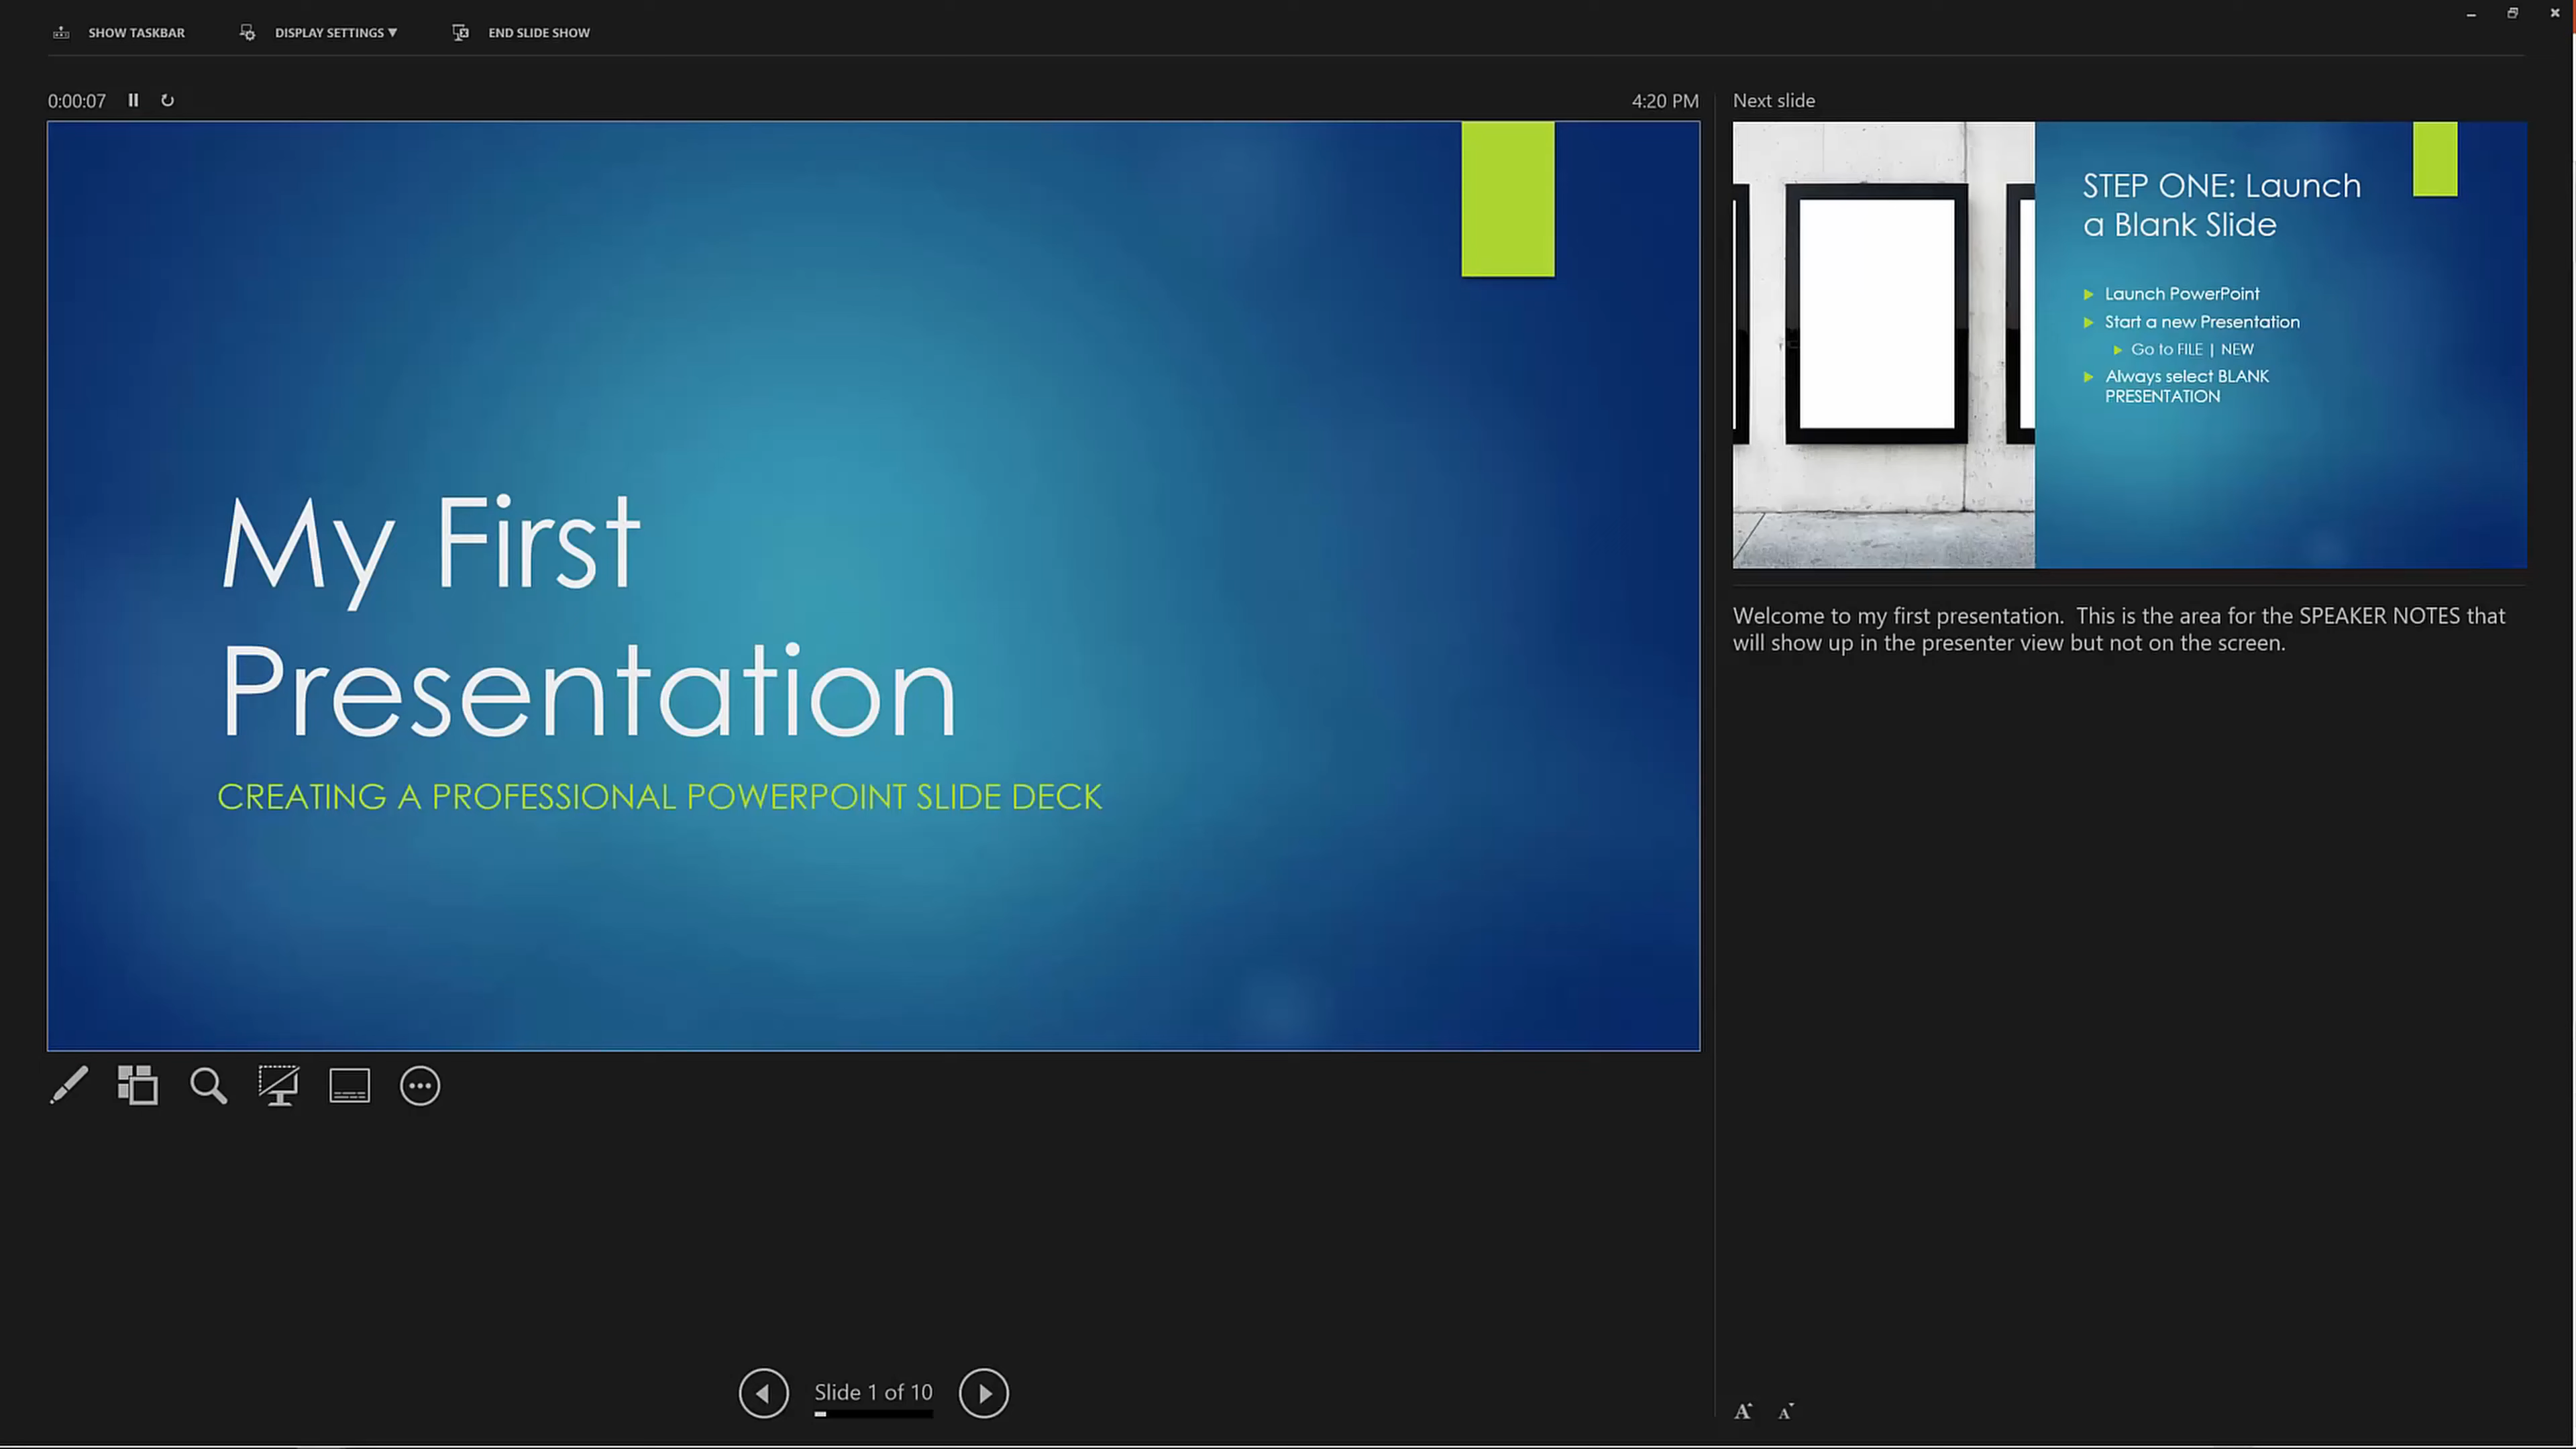 SHOW TASKBAR
DISPLAY SETTINGS ▼
END SLIDE SHOW
0:00:07
4:20 PM
My First
Presentation
CREATING A PROFESSIONAL POWERPOINT SLIDE DECK
Slide 1 of 10
Next slide
STEP ONE: Launch
a Blank Slide
Launch PowerPoint
Start a new Presentation
Go to FILE | NEW
Always select BLANK
PRESENTATION
Welcome to my first presentation.  This is the area for the SPEAKER NOTES that
will show up in the presenter view but not on the screen.
A A